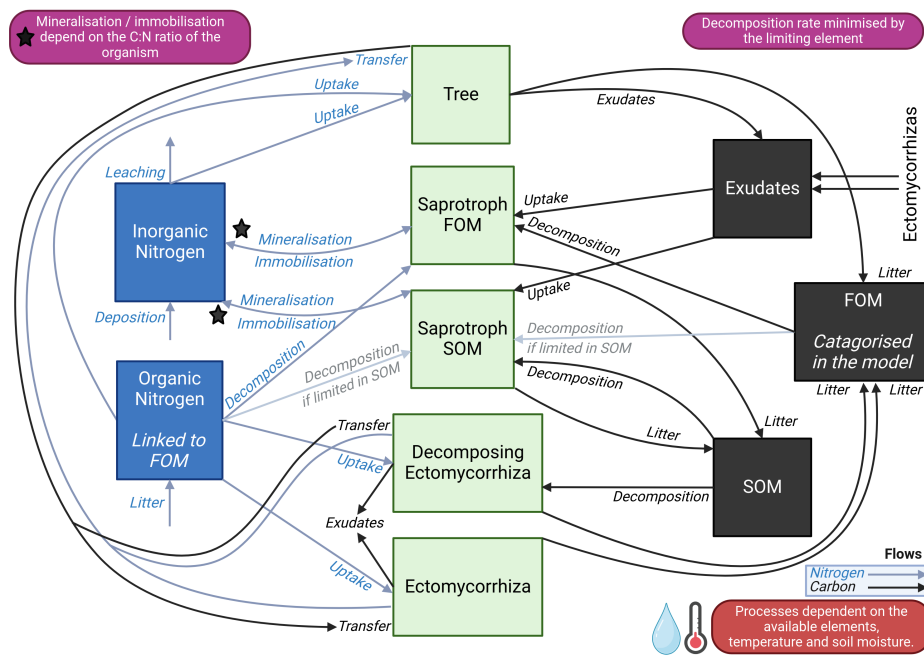 Mineralisation / immobilisation
depend on the C:N ratio of the
organism
Decomposition rate minimised by
the limiting element
Transfer
Uptake
Uptake
Tree
Exudates
Leaching
Inorganic
Nitrogen
Mineralisation
Immobilisation
Saprotroph
FOM
Uptake
Decomposition
Exudates
Ectomycorrhizas
Litter
Deposition
Mineralisation
Immobilisation
Saprotroph
SOM
Uptake
Decomposition
if limited in SOM
FOM
Catagorised
in the model
Organic
Nitrogen
Linked to
FOM
Decomposition
Decomposition
if limited in SOM
Decomposition
Litter
Litter
Litter
Litter
Transfer
Uptake
Decomposing
Ectomycorrhiza
Decomposition
SOM
Litter
Exudates
Uptake
Ectomycorrhiza
Transfer
Flows
Nitrogen
Carbon
Processes dependent on the
available elements,
temperature and soil moisture.